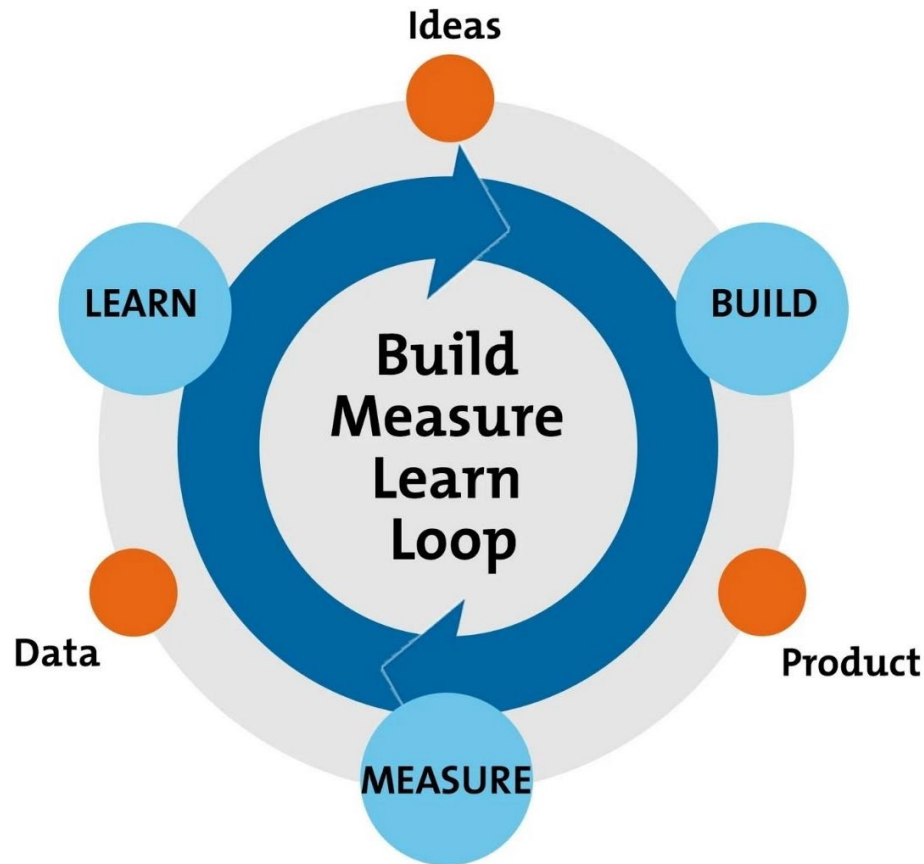 Ideas
LEARN
BUILD
Build
Measure
Learn
Loop
Data
Product
MEASURE